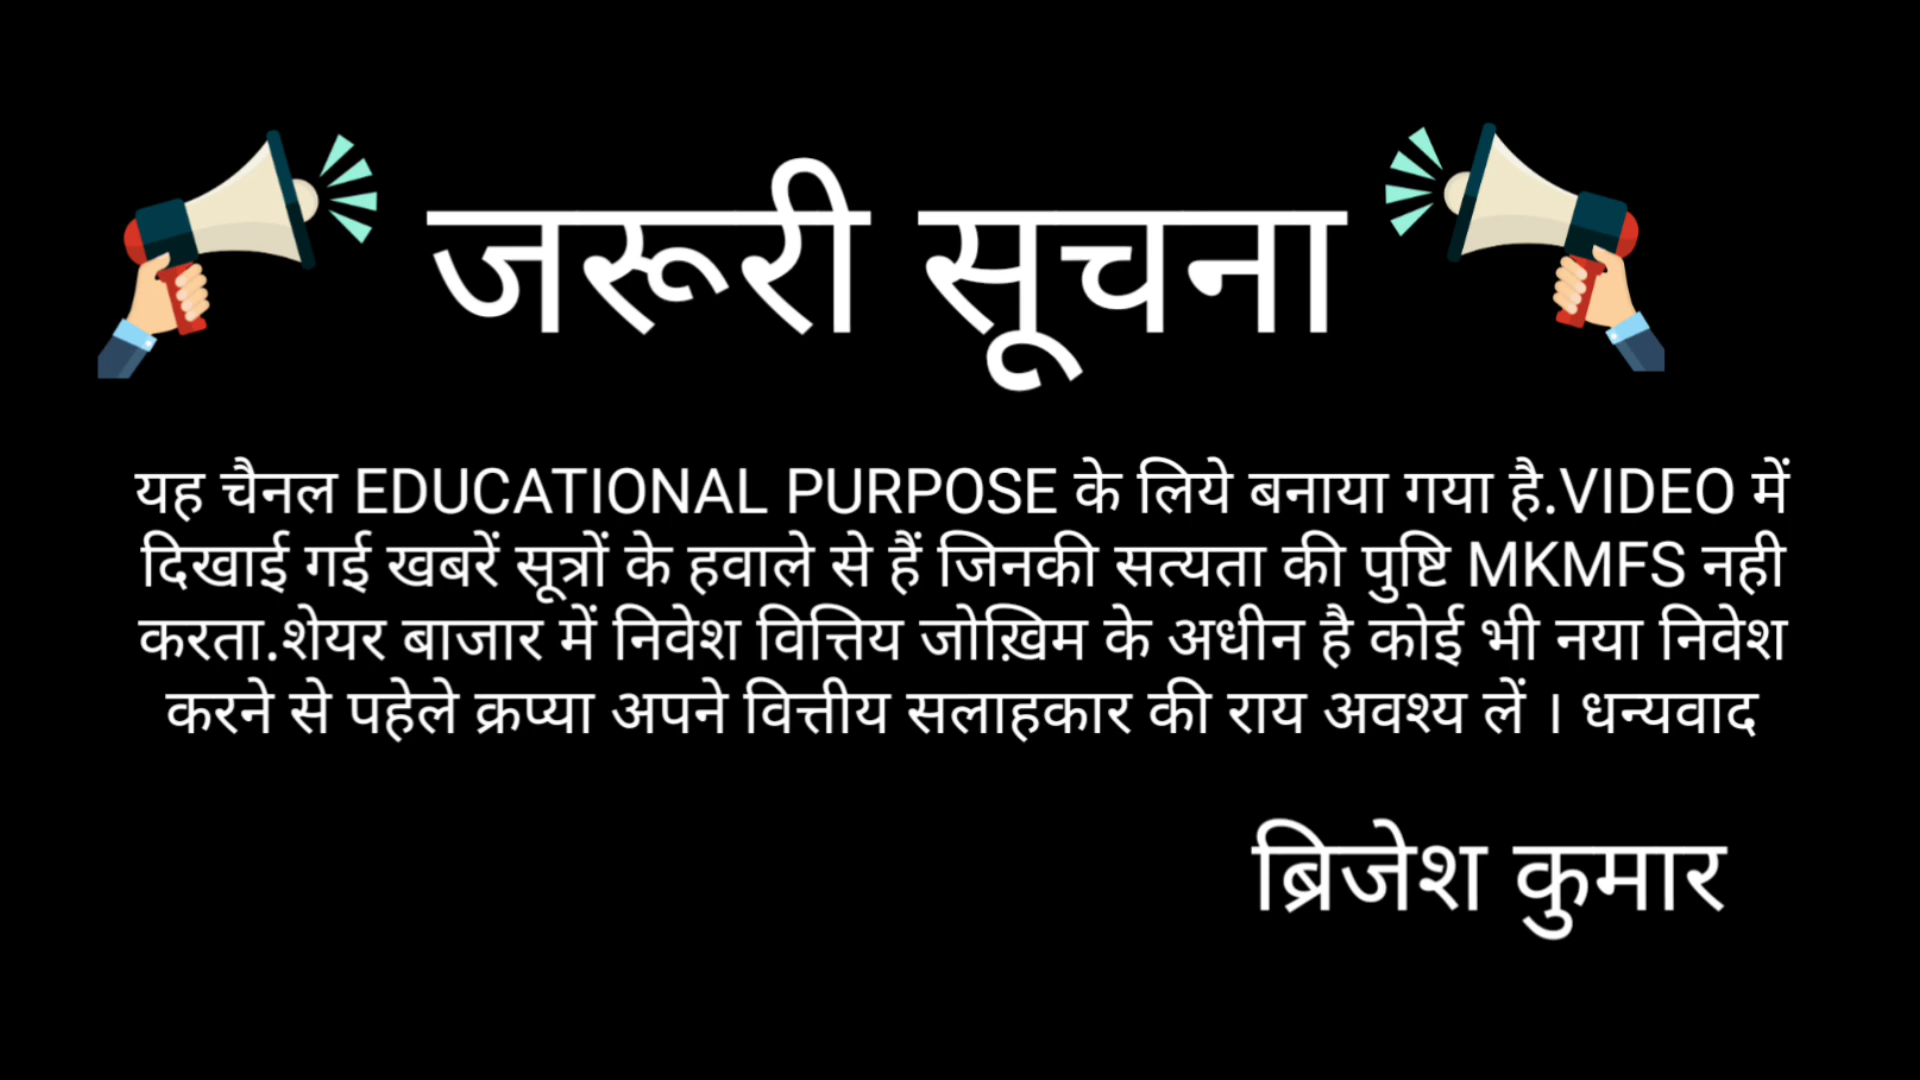 जरूरी सूचना
यह चैनल EDUCATIONAL PURPOSE के लिये बनाया गया है.VIDEO में
दिखाई गई खबरें सूत्रों के हवाले से हैं जिनकी सत्यता की पुष्टि MKMFS नही
करता.शेयर बाजार में निवेश वित्तिय जोख़िम के अधीन है कोई भी नया निवेश
करने से पहेले क्रप्या अपने वित्तीय सलाहकार की राय अवश्य लें । धन्यवाद
ब्रिजेश कुमार